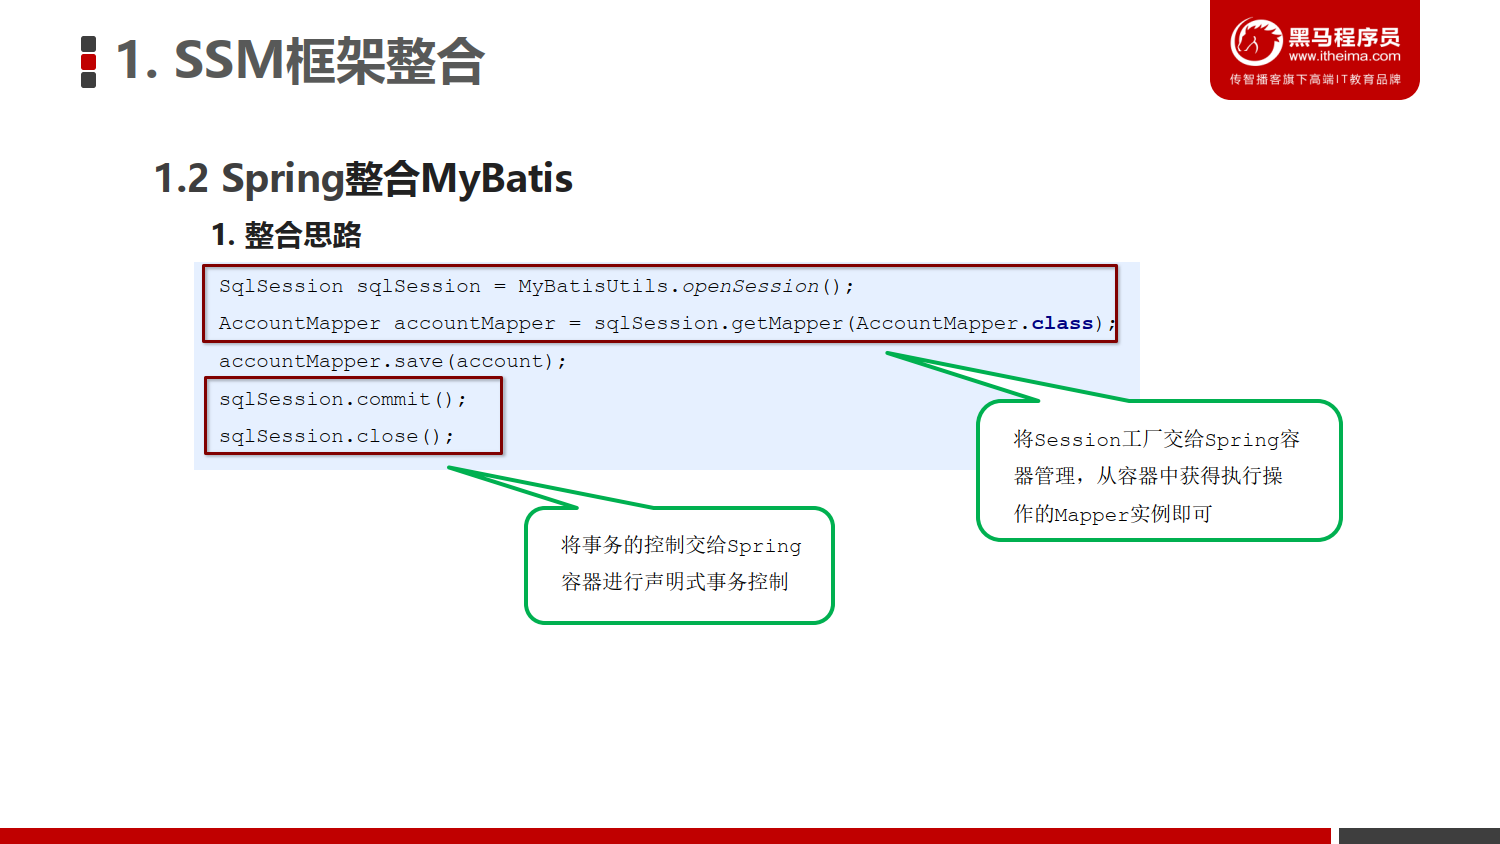 1. SSM框架整合
黑马程序员
www.itheima.com
传智播客旗下高端IT教育品牌
1.2 Spring整合MyBatis
1. 整合思路
SqlSession sqlSession = MyBatisUtils.openSession();
AccountMapper accountMapper = sqlSession.getMapper(AccountMapper.class);
accountMapper.save(account);
sqlSession.commit();
sqlSession.close();
将Session工厂交给Spring容
器管理，从容器中获得执行操
作的Mapper实例即可
将事务的控制交给Spring
容器进行声明式事务控制